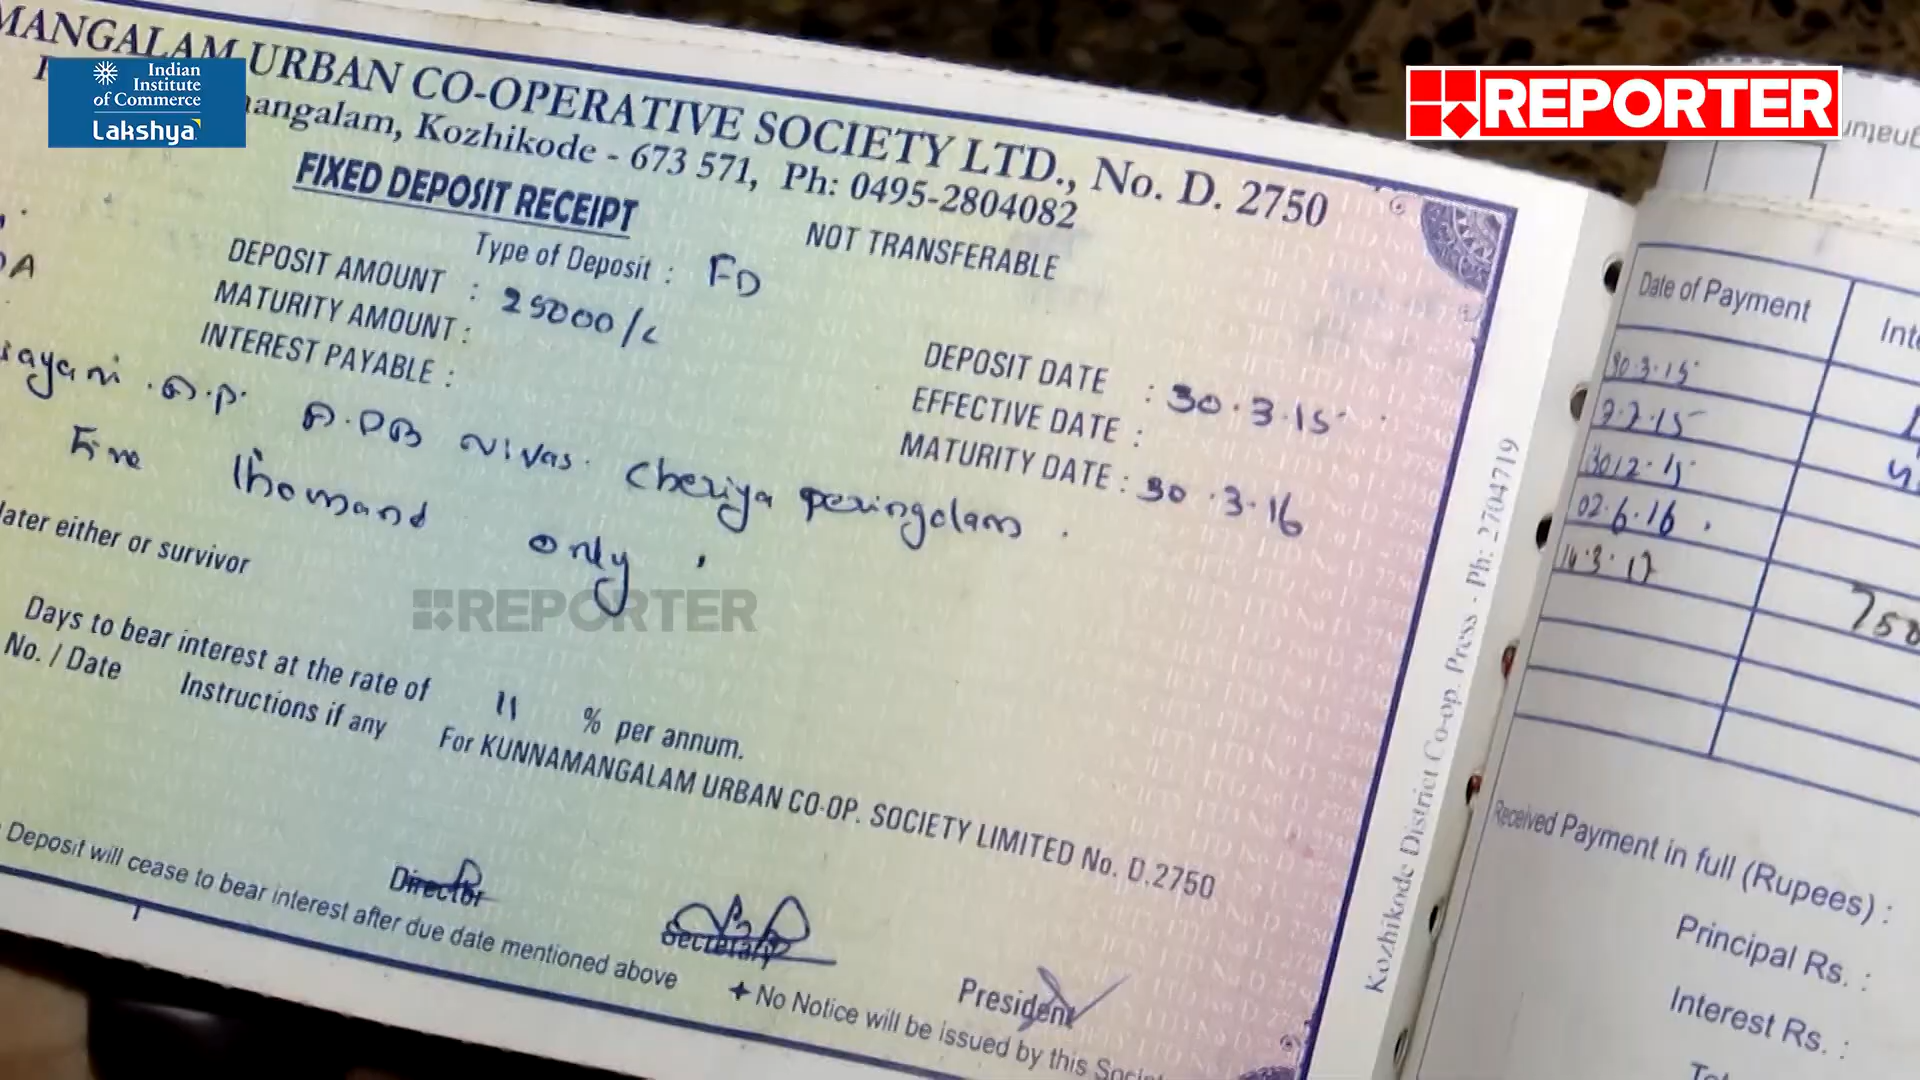 MANGALAM URBAN CO-OPERATIVE SOCIETY LTD., No. D. 2750
angalam, Kozhikode - 673 571, Ph: 0495-2804082
Indian
Institute
of Commerce
Lakshya
REPORTER
FIXED DEPOSIT RECEIPT
NOT TRANSFERABLE
Type of Deposit : FD
DEPOSIT AMOUNT : 25000/-
MATURITY AMOUNT :
INTEREST PAYABLE :
DEPOSIT DATE : 30.3.15
EFFECTIVE DATE :
MATURITY DATE : 30.3.16
nivas. Cheriya peringolam.
Five thousand only
later either or survivor
REPORTER
Days to bear interest at the rate of 11 % per annum.
No. / Date Instructions if any
For KUNNAMANGALAM URBAN CO-OP. SOCIETY LIMITED No. D.2750
Director
Secretary
President
Deposit will cease to bear interest after due date mentioned above
No Notice will be issued by this Soci
Kozhikode District Co-op. Press - Ph: 2704719
Date of Payment
30.3.15
30.12.15
02.6.16
14.3.17
750
Received Payment in full (Rupees) :
Principal Rs. :
Interest Rs. :